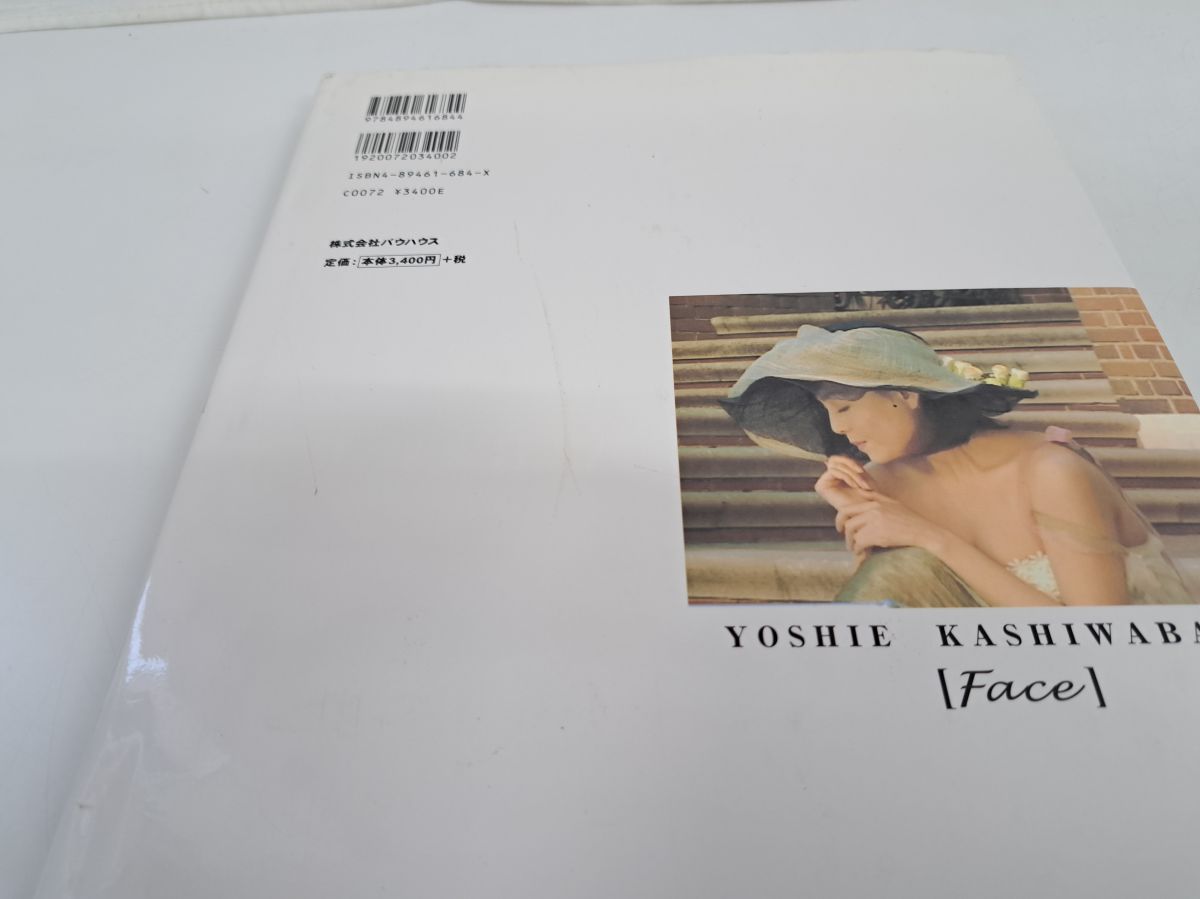 9784894616844
1920072034002
ISBN4-89461-684-X
C0072 ¥3400E
株式会社バウハウス
定価：本体3,400円＋税
YOSHIE KASHIWABA
[Face]